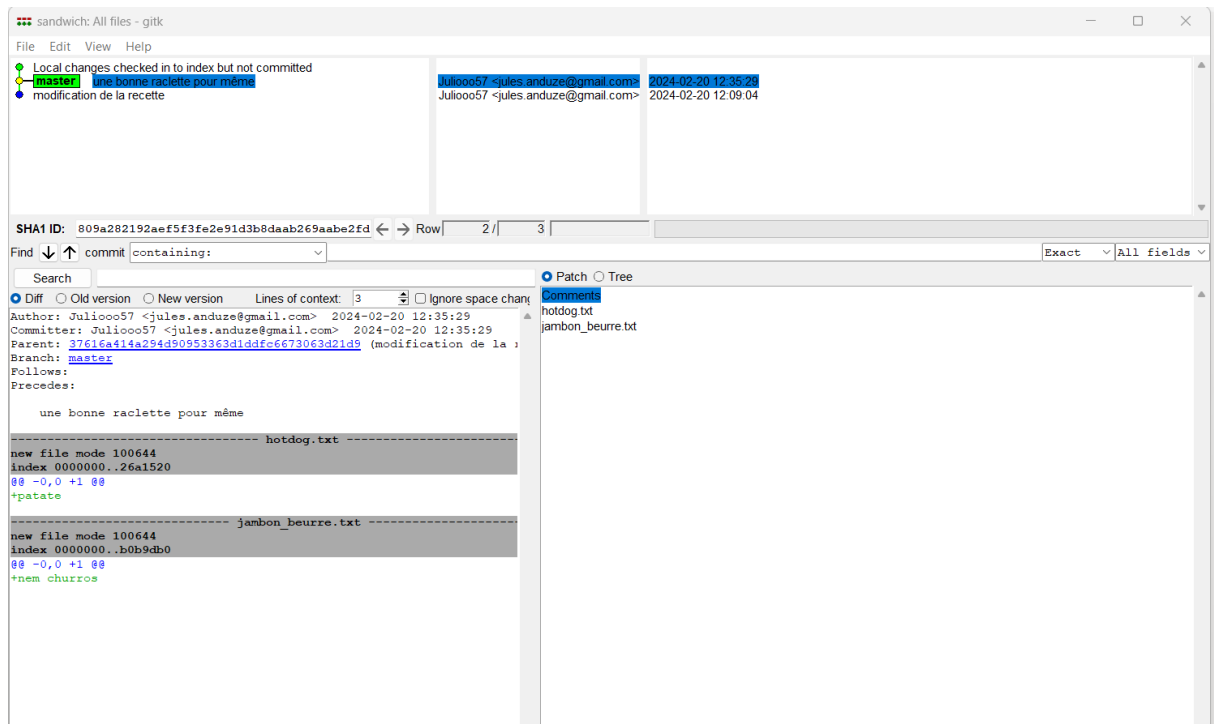 sandwich: All files - gitk
File Edit View Help
Local changes checked in to index but not committed
master une bonne raclette pour même Juliooo57 <jules.anduze@gmail.com> 2024-02-20 12:35:29
modification de la recette Juliooo57 <jules.anduze@gmail.com> 2024-02-20 12:09:04
SHA1 ID: 809a282192aef5f3fe2e91d3b8daab269aabe2fd Row 2 / 3
Find commit containing: Exact All fields
Search
Patch Tree
Diff Old version New version Lines of context: 3 Ignore space chang
Comments
hotdog.txt
jambon_beurre.txt
Author: Juliooo57 <jules.anduze@gmail.com> 2024-02-20 12:35:29
Committer: Juliooo57 <jules.anduze@gmail.com> 2024-02-20 12:35:29
Parent: 37616a414a294d90953363d1ddfc6673063d21d9 (modification de la
Branch: master
Follows:
Precedes:
une bonne raclette pour même
---------------------------------- hotdog.txt -----------------------
new file mode 100644
index 0000000..26a1520
@@ -0,0 +1 @@
+patate
------------------------------ jambon_beurre.txt --------------------
new file mode 100644
index 0000000..b0b9db0
@@ -0,0 +1 @@
+nem churros